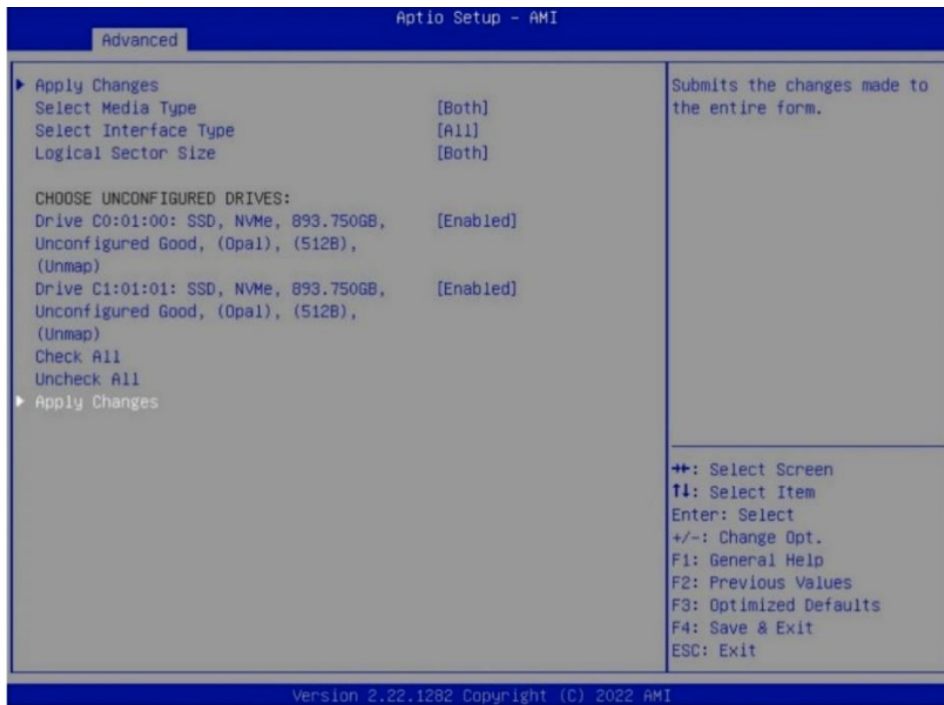 Aptio Setup - AMI
Advanced
Apply Changes
Select Media Type [Both]
Select Interface Type [All]
Logical Sector Size [Both]
CHOOSE UNCONFIGURED DRIVES:
Drive C0:01:00: SSD, NVMe, 893.750GB, [Enabled]
Unconfigured Good, (Opal), (512B),
(Unmap)
Drive C1:01:01: SSD, NVMe, 893.750GB, [Enabled]
Unconfigured Good, (Opal), (512B),
(Unmap)
Check All
Uncheck All
Apply Changes
Submits the changes made to
the entire form.
→←: Select Screen
↑↓: Select Item
Enter: Select
+/-: Change Opt.
F1: General Help
F2: Previous Values
F3: Optimized Defaults
F4: Save & Exit
ESC: Exit
Version 2.22.1282 Copyright (C) 2022 AMI